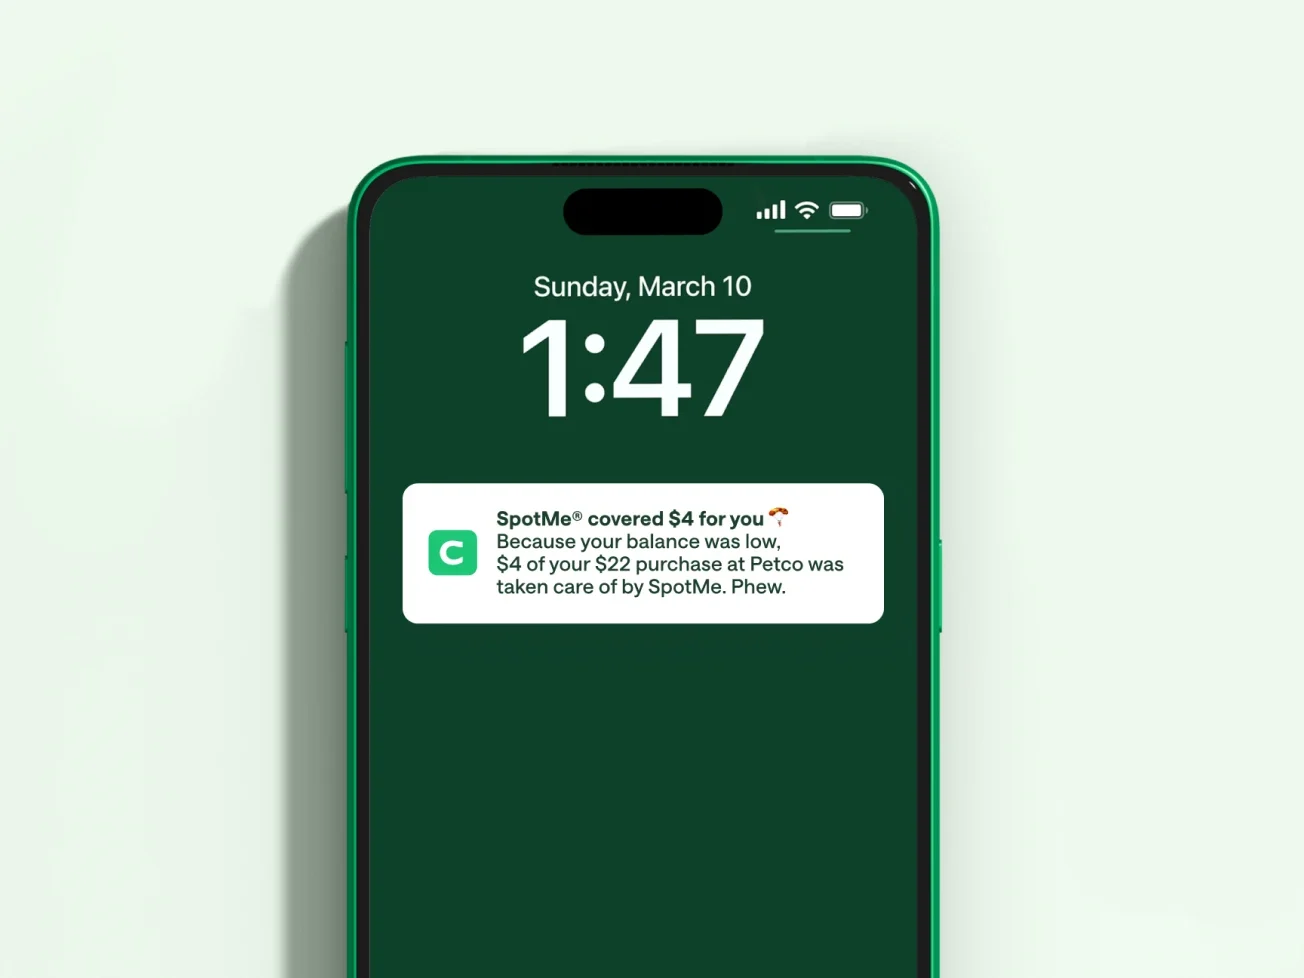 Sunday, March 10
1:47
C
SpotMe® covered $4 for you 🪂
Because your balance was low,
$4 of your $22 purchase at Petco was
taken care of by SpotMe. Phew.